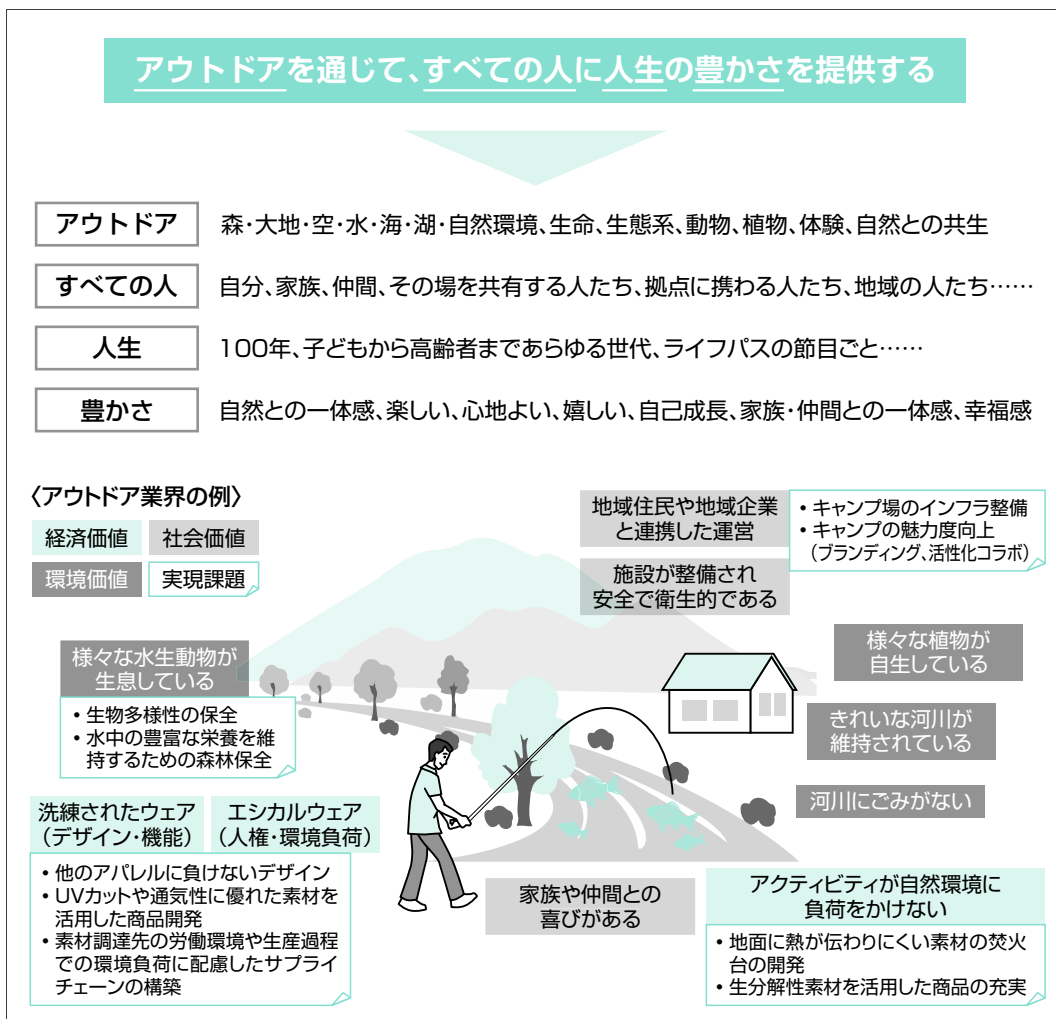 アウトドアを通じて、すべての人に人生の豊かさを提供する
アウトドア
森・大地・空・水・海・湖・自然環境、生命、生態系、動物、植物、体験、自然との共生
すべての人
自分、家族、仲間、その場を共有する人たち、拠点に携わる人たち、地域の人たち……
人生
100年、子どもから高齢者まであらゆる世代、ライフパスの節目ごと……
豊かさ
自然との一体感、楽しい、心地よい、嬉しい、自己成長、家族・仲間との一体感、幸福感
〈アウトドア業界の例〉
経済価値
社会価値
環境価値
実現課題
地域住民や地域企業
と連携した運営
・キャンプ場のインフラ整備
・キャンプの魅力度向上
（ブランディング、活性化コラボ）
施設が整備され
安全で衛生的である
様々な水生動物が
生息している
・生物多様性の保全
・水中の豊富な栄養を維
持するための森林保全
様々な植物が
自生している
きれいな河川が
維持されている
河川にごみがない
洗練されたウェア
（デザイン・機能）
エシカルウェア
（人権・環境負荷）
・他のアパレルに負けないデザイン
・UVカットや通気性に優れた素材を
活用した商品開発
・素材調達先の労働環境や生産過程
での環境負荷に配慮したサプライ
チェーンの構築
家族や仲間との
喜びがある
アクティビティが自然環境に
負荷をかけない
・地面に熱が伝わりにくい素材の焚火
台の開発
・生分解性素材を活用した商品の充実